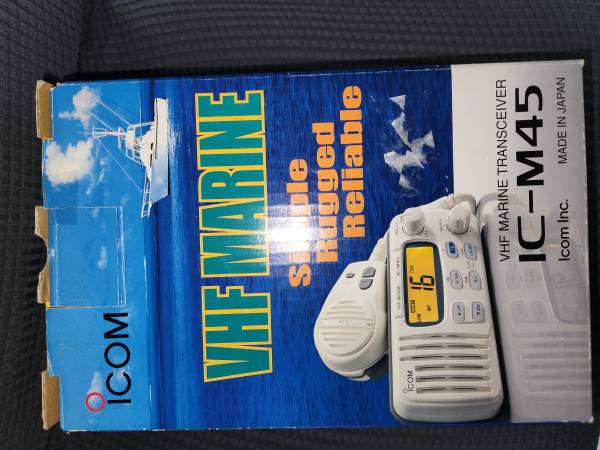 ICOM
VHF MARINE
Simple
Rugged
Reliable
ICOM
16
VHF MARINE TRANSCEIVER
IC-M45
Icom Inc.
MADE IN JAPAN